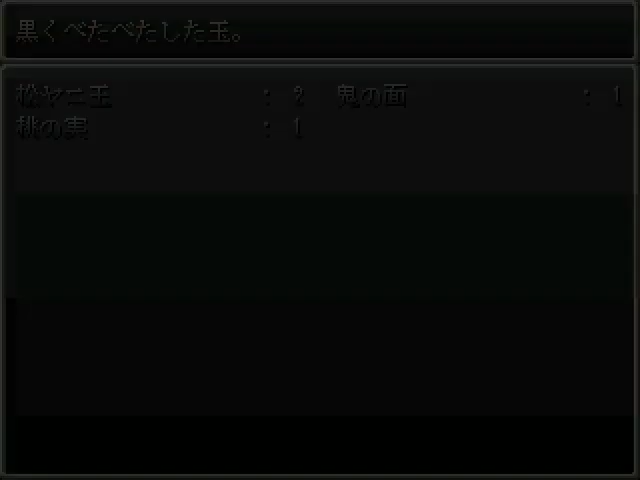 黒くべたべたした玉。
松ヤニ玉 : 2 鬼の面 : 1
桃の実 : 1